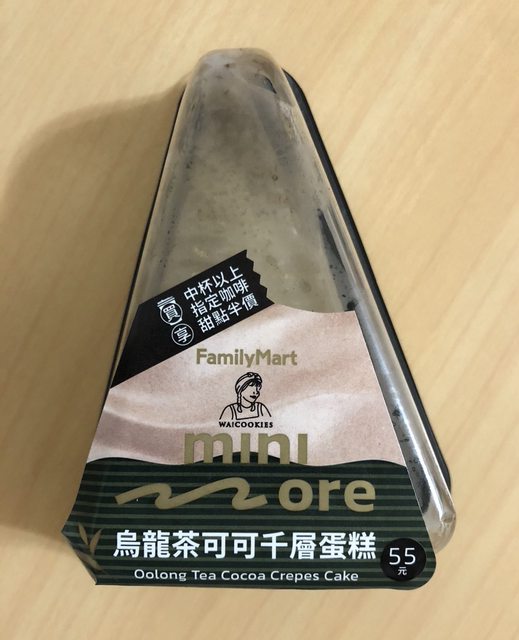 買
中杯以上
指定咖啡
享
甜點半價
FamilyMart
WAICOOKIES
mini
more
烏龍茶可可千層蛋糕
Oolong Tea Cocoa Crepes Cake
55
元